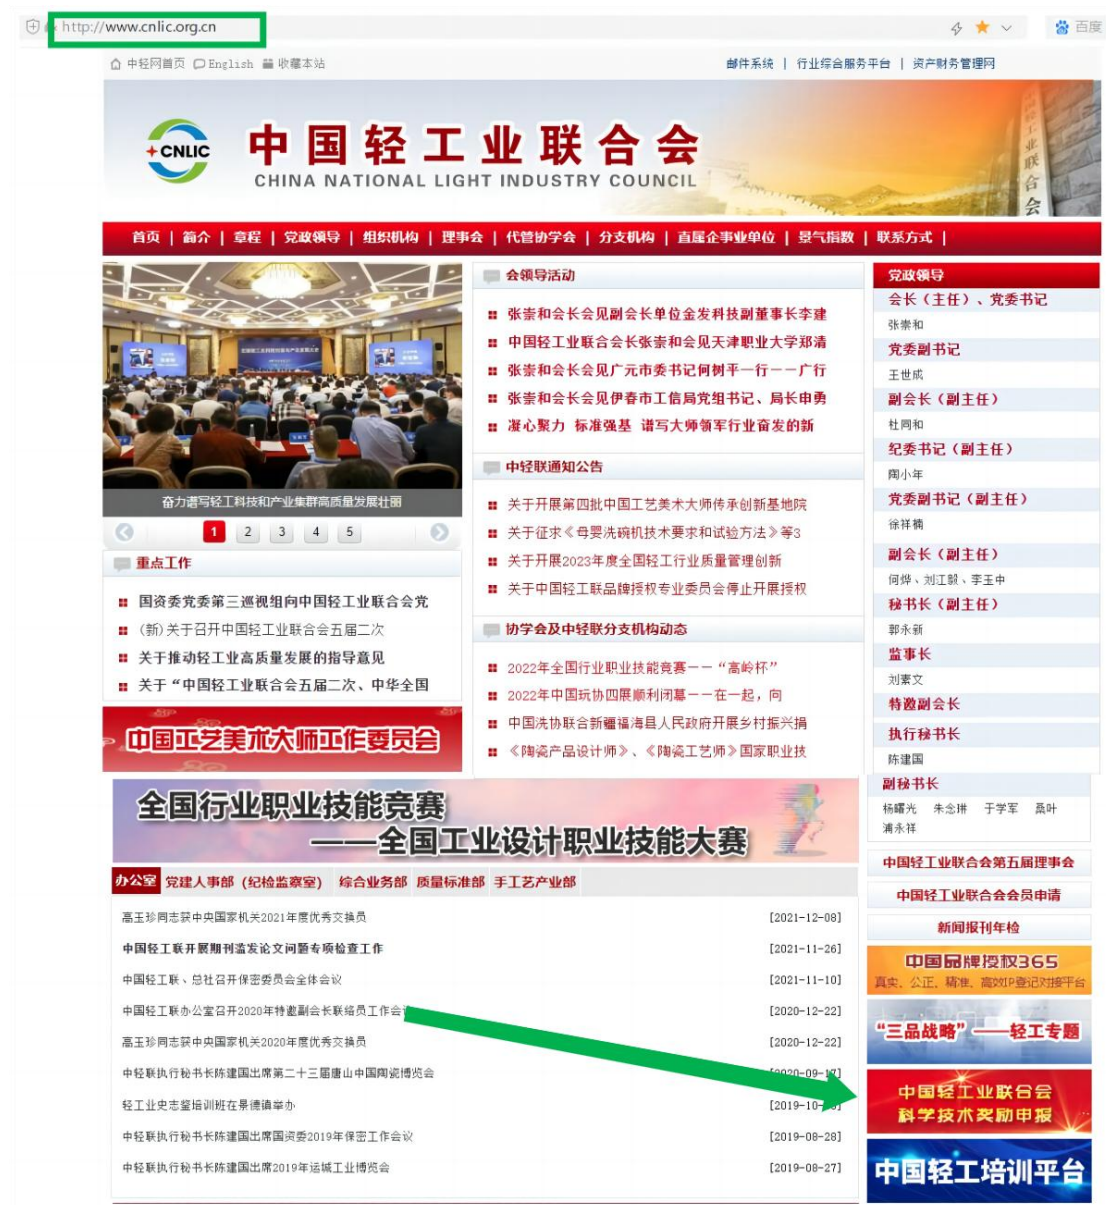 http://www.cnlic.org.cn
百度
中轻网首页 English 收藏本站
邮件系统 | 行业综合服务平台 | 资产财务管理网
CNLIC
中国轻工业联合会
CHINA NATIONAL LIGHT INDUSTRY COUNCIL
首页 | 简介 | 章程 | 党政领导 | 组织机构 | 理事会 | 代管协学会 | 分支机构 | 直属企事业单位 | 景气指数 | 联系方式 |
奋力谱写轻工科技和产业集群高质量发展壮丽
1 2 3 4 5
重点工作
国资委党委第三巡视组向中国轻工业联合会党
(新)关于召开中国轻工业联合会五届二次
关于推动轻工业高质量发展的指导意见
关于“中国轻工业联合会五届二次、中华全国
中国工艺美术大师工作委员会
会领导活动
张崇和会长会见副会长单位金发科技副董事长李建
中国轻工业联合会长张崇和会见天津职业大学郑清
张崇和会长会见广元市委书记何树平一行——广行
张崇和会长会见伊春市工信局党组书记、局长申勇
凝心聚力 标准强基 谱写大师领军行业奋发的新
中轻联通知公告
关于开展第四批中国工艺美术大师传承创新基地院
关于征求《母婴洗碗机技术要求和试验方法》等3
关于开展2023年度全国轻工行业质量管理创新
关于中国轻工联品牌授权专业委员会停止开展授权
协学会及中轻联分支机构动态
2022年全国行业职业技能竞赛——“高岭杯”
2022年中国玩协四展顺利闭幕——在一起，向
中国洗协联合新疆福海县人民政府开展乡村振兴捐
《陶瓷产品设计师》、《陶瓷工艺师》国家职业技
党政领导
会长（主任）、党委书记
张崇和
党委副书记
王世成
副会长（副主任）
杜同和
纪委书记（副主任）
陶小年
党委副书记（副主任）
徐祥楠
副会长（副主任）
何烨、刘江毅、李玉中
秘书长（副主任）
郭永新
监事长
刘素文
特邀副会长
执行秘书长
陈建国
副秘书长
杨曙光 朱念琳 于学军 桑叶
浦永祥
全国行业职业技能竞赛
——全国工业设计职业技能大赛
办公室 党建人事部（纪检监察室） 综合业务部 质量标准部 手工艺产业部
高玉珍同志获中央国家机关2021年度优秀交换员 [2021-12-08]
中国轻工联开展期刊滥发论文问题专项检查工作 [2021-11-26]
中国轻工联、总社召开保密委员会全体会议 [2021-11-10]
中国轻工联办公室召开2020年特邀副会长联络员工作会 [2020-12-22]
高玉珍同志获中央国家机关2020年度优秀交换员 [2020-12-22]
中轻联执行秘书长陈建国出席第二十三届唐山中国陶瓷博览会 [2020-09-17]
轻工业史志鉴培训班在景德镇举办 [2019-10-
中轻联执行秘书长陈建国出席国资委2019年保密工作会议 [2019-08-28]
中轻联执行秘书长陈建国出席2019年运城工业博览会 [2019-08-27]
中国轻工业联合会第五届理事会
中国轻工业联合会会员申请
新闻报刊年检
中国品牌授权365
真实、公正、精准、高效IP登记对接平台
“三品战略”——轻工专题
中国轻工业联合会
科学技术奖励申报
中国轻工培训平台